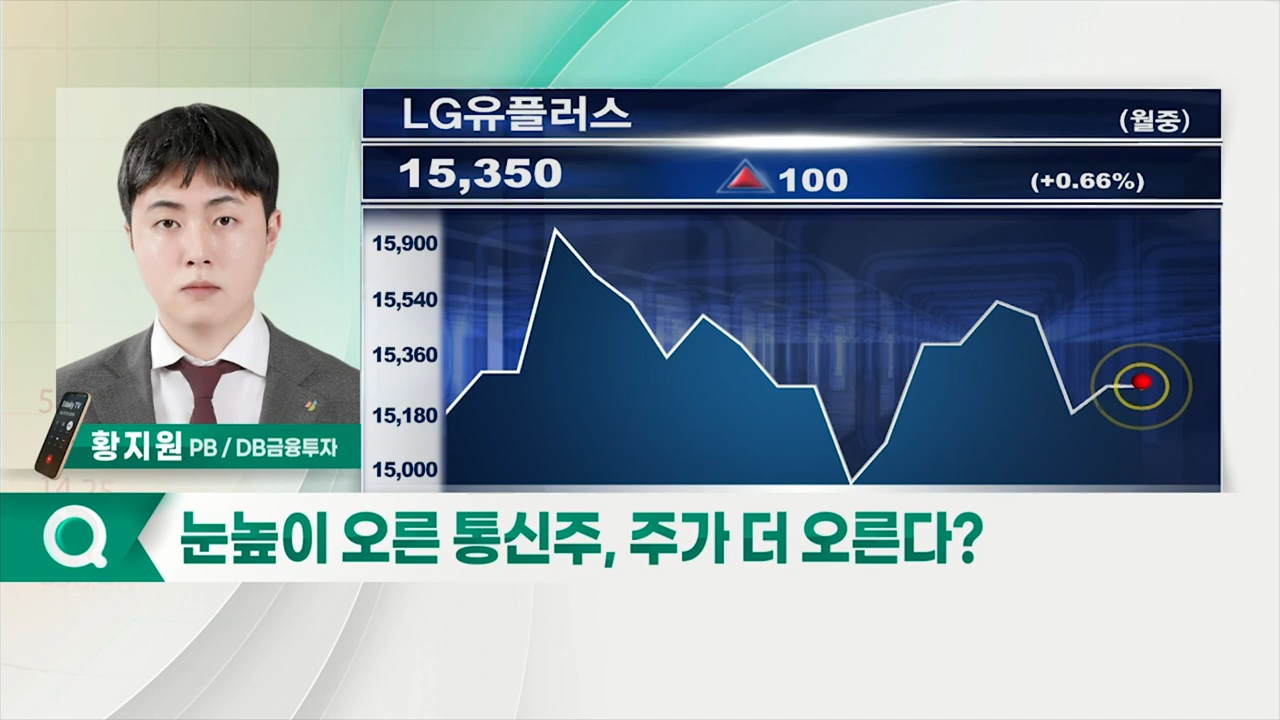 LG유플러스
(월중)
15,350
100
(+0.66%)
15,900
15,540
15,360
15,180
15,000
Edaily TV
황지원 PB / DB금융투자
눈높이 오른 통신주, 주가 더 오른다?